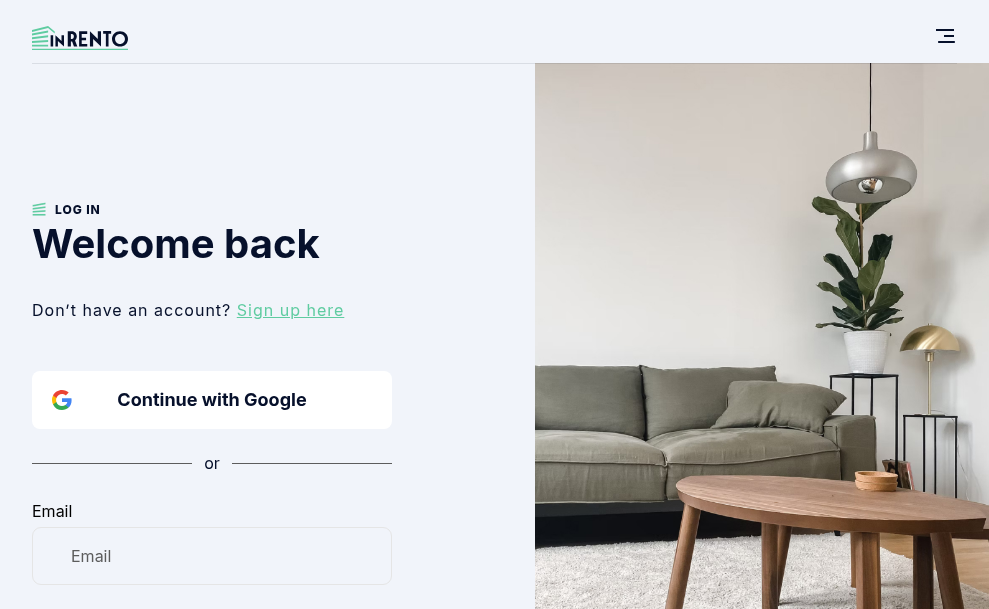 INRENTO
LOG IN
Welcome back
Don’t have an account? Sign up here
Continue with Google
or
Email
Email